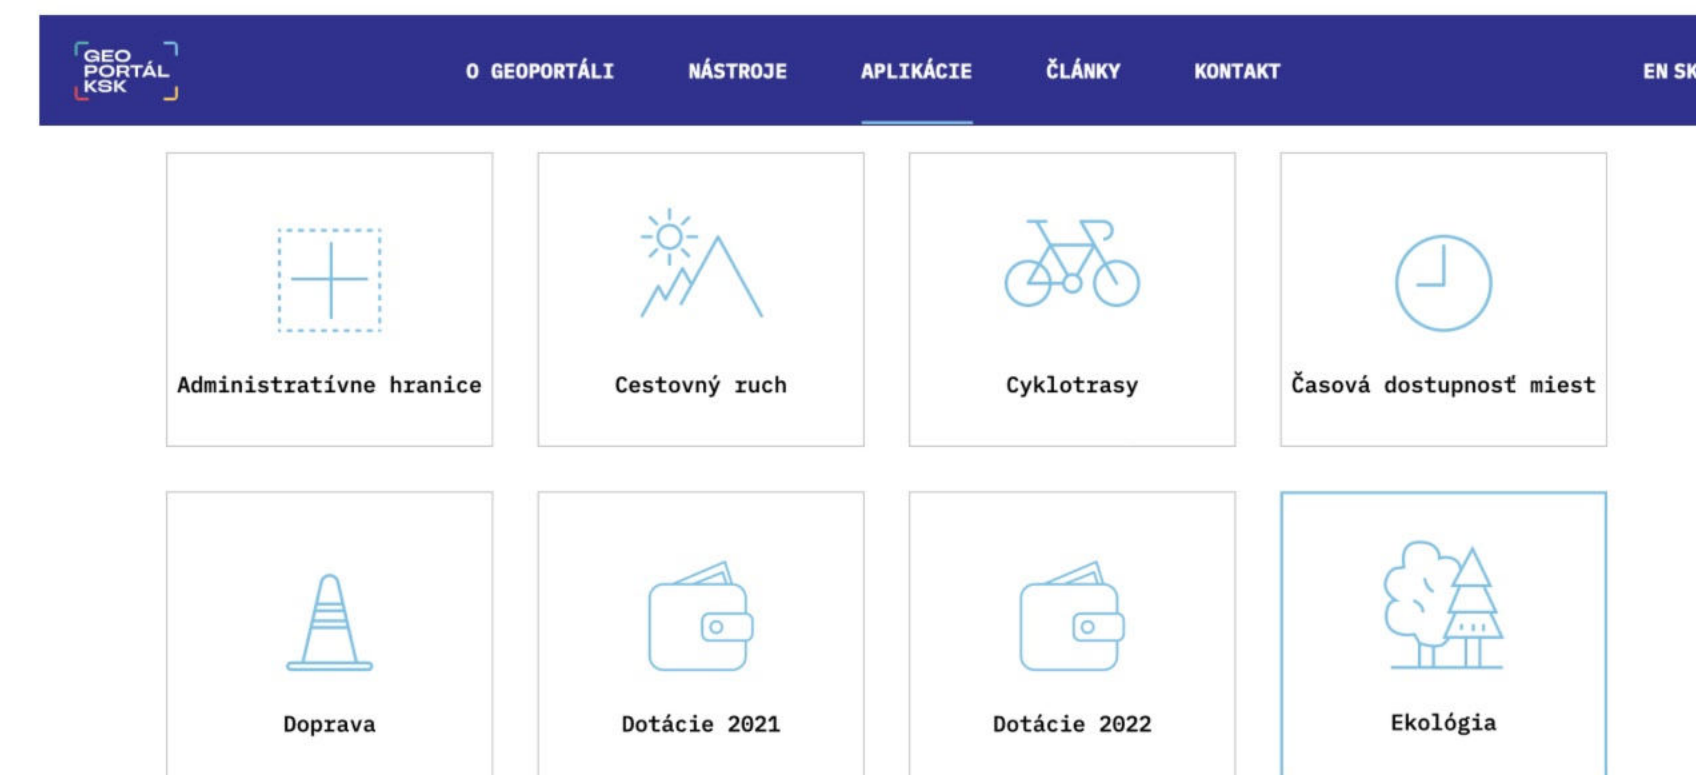 GEO
PORTÁL
KSK
O GEOPORTÁLI NÁSTROJE APLIKÁCIE ČLÁNKY KONTAKT EN SK
Administratívne hranice Cestovný ruch Cyklotrasy Časová dostupnosť miest
Doprava Dotácie 2021 Dotácie 2022 Ekológia